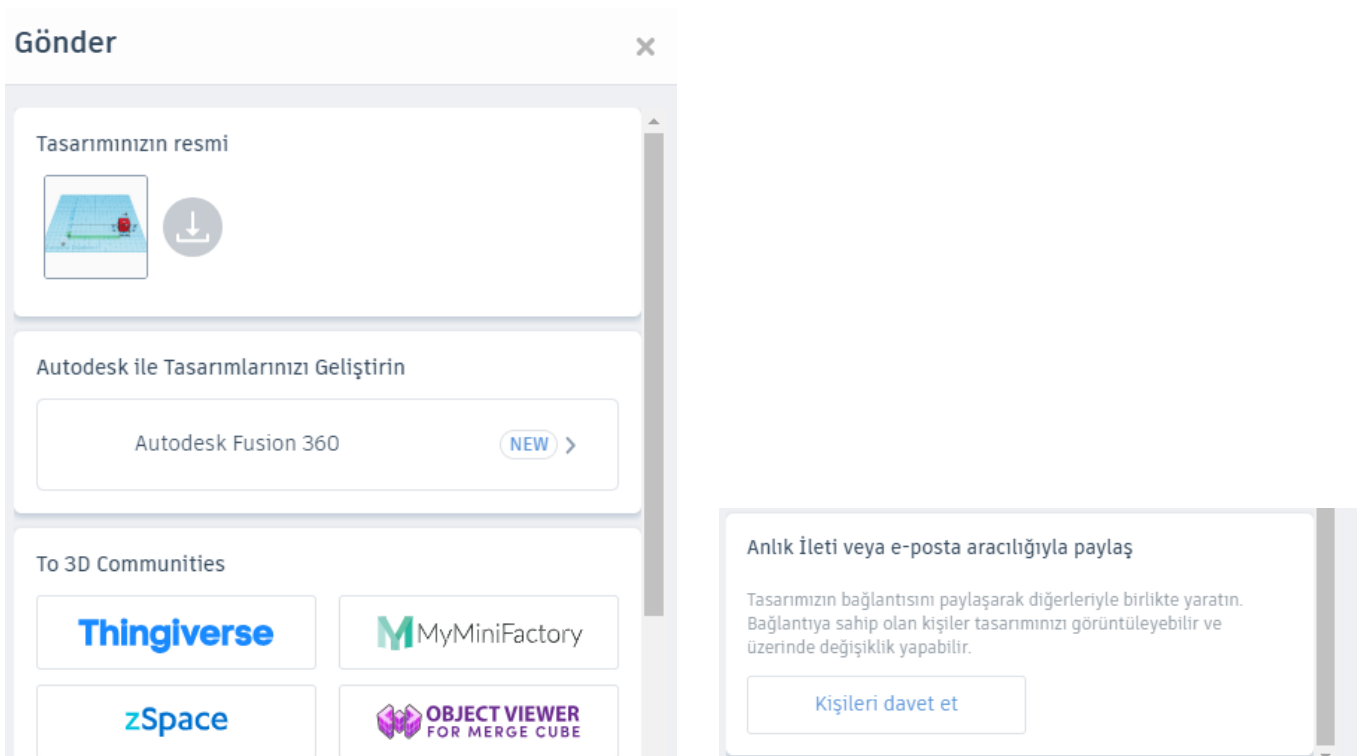 Gönder
Tasarımınızın resmi
Autodesk ile Tasarımlarınızı Geliştirin
Autodesk Fusion 360
NEW
To 3D Communities
Thingiverse
MyMiniFactory
zSpace
OBJECT VIEWER
FOR MERGE CUBE
Anlık İleti veya e-posta aracılığıyla paylaş
Tasarımızın bağlantısını paylaşarak diğerleriyle birlikte yaratın.
Bağlantıya sahip olan kişiler tasarımınızı görüntüleyebilir ve
üzerinde değişiklik yapabilir.
Kişileri davet et